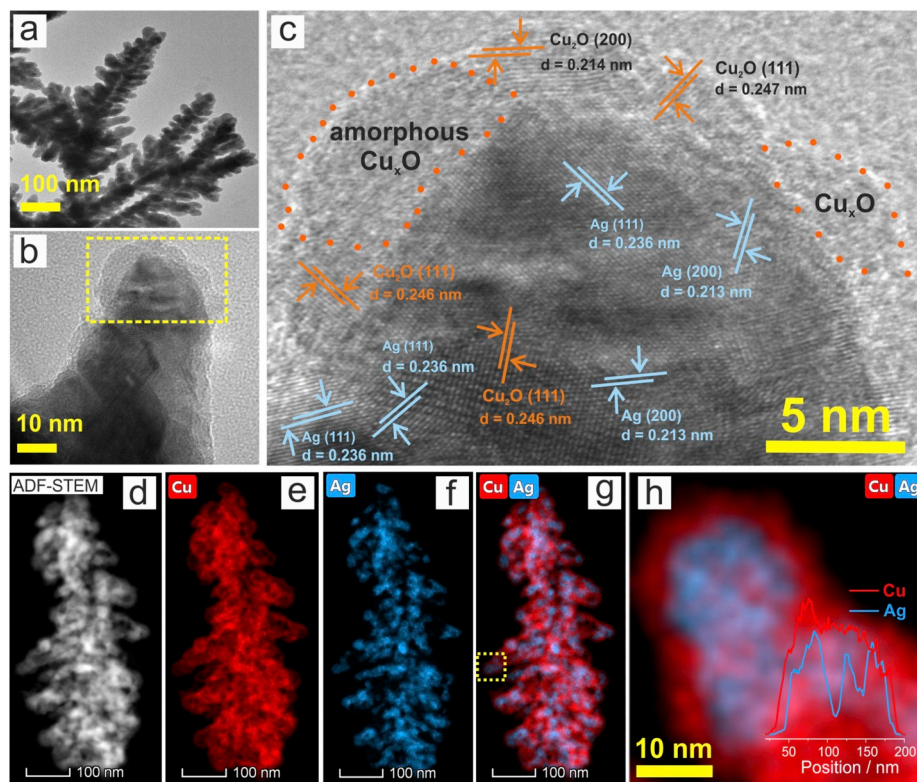 a
100 nm
b
10 nm
c
Cu₂O (200)
d = 0.214 nm
Cu₂O (111)
d = 0.247 nm
amorphous
CuₓO
CuₓO
Ag (111)
d = 0.236 nm
Ag (200)
d = 0.213 nm
Cu₂O (111)
d = 0.246 nm
Ag (111)
d = 0.236 nm
Cu₂O (111)
d = 0.246 nm
Ag (200)
d = 0.213 nm
Ag (111)
d = 0.236 nm
5 nm
ADF-STEM
d
100 nm
Cu
e
100 nm
Ag
f
100 nm
Cu Ag
g
100 nm
h
Cu Ag
Cu
Ag
10 nm
50 100 150 200
Position / nm